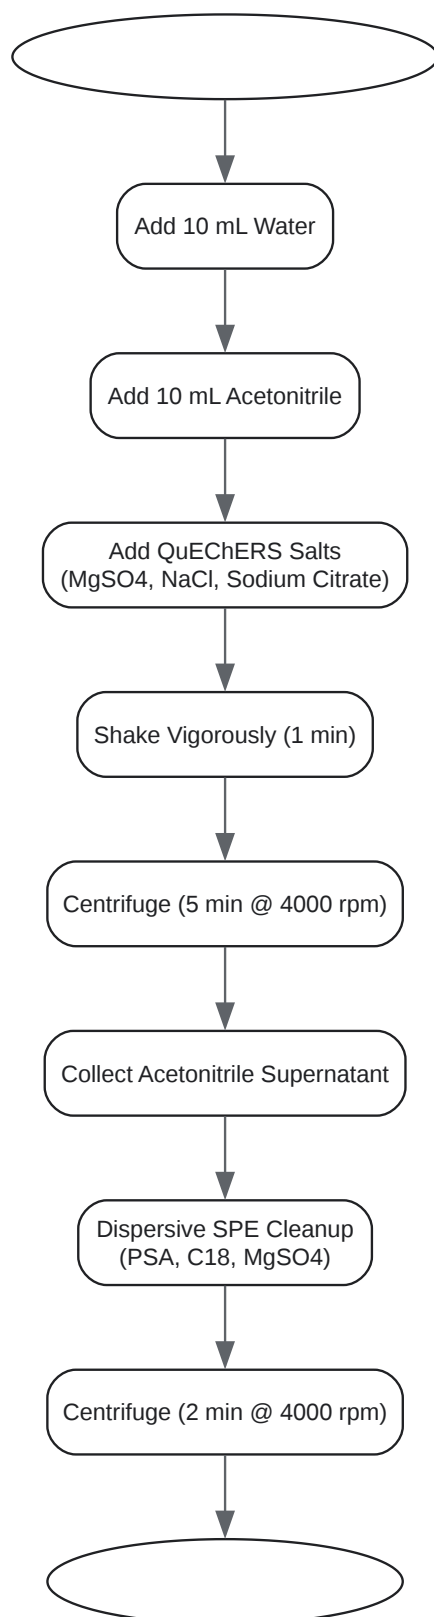 Add 10 mL Water
Add 10 mL Acetonitrile
Add QuEChERS Salts
(MgSO4, NaCl, Sodium Citrate)
Shake Vigorously (1 min)
Centrifuge (5 min @ 4000 rpm)
Collect Acetonitrile Supernatant
Dispersive SPE Cleanup
(PSA, C18, MgSO4)
Centrifuge (2 min @ 4000 rpm)